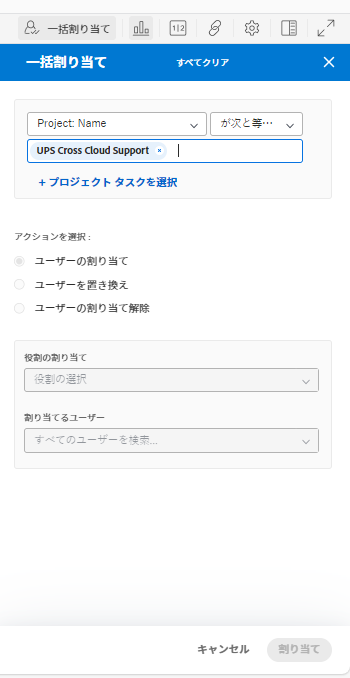 一括割り当て
一括割り当て
すべてクリア
Project: Name
が次と等…
UPS Cross Cloud Support
+ プロジェクト タスクを選択
アクションを選択 :
ユーザーの割り当て
ユーザーを置き換え
ユーザーの割り当て解除
役割の割り当て
役割の選択
割り当てるユーザー
すべてのユーザーを検索...
キャンセル
割り当て